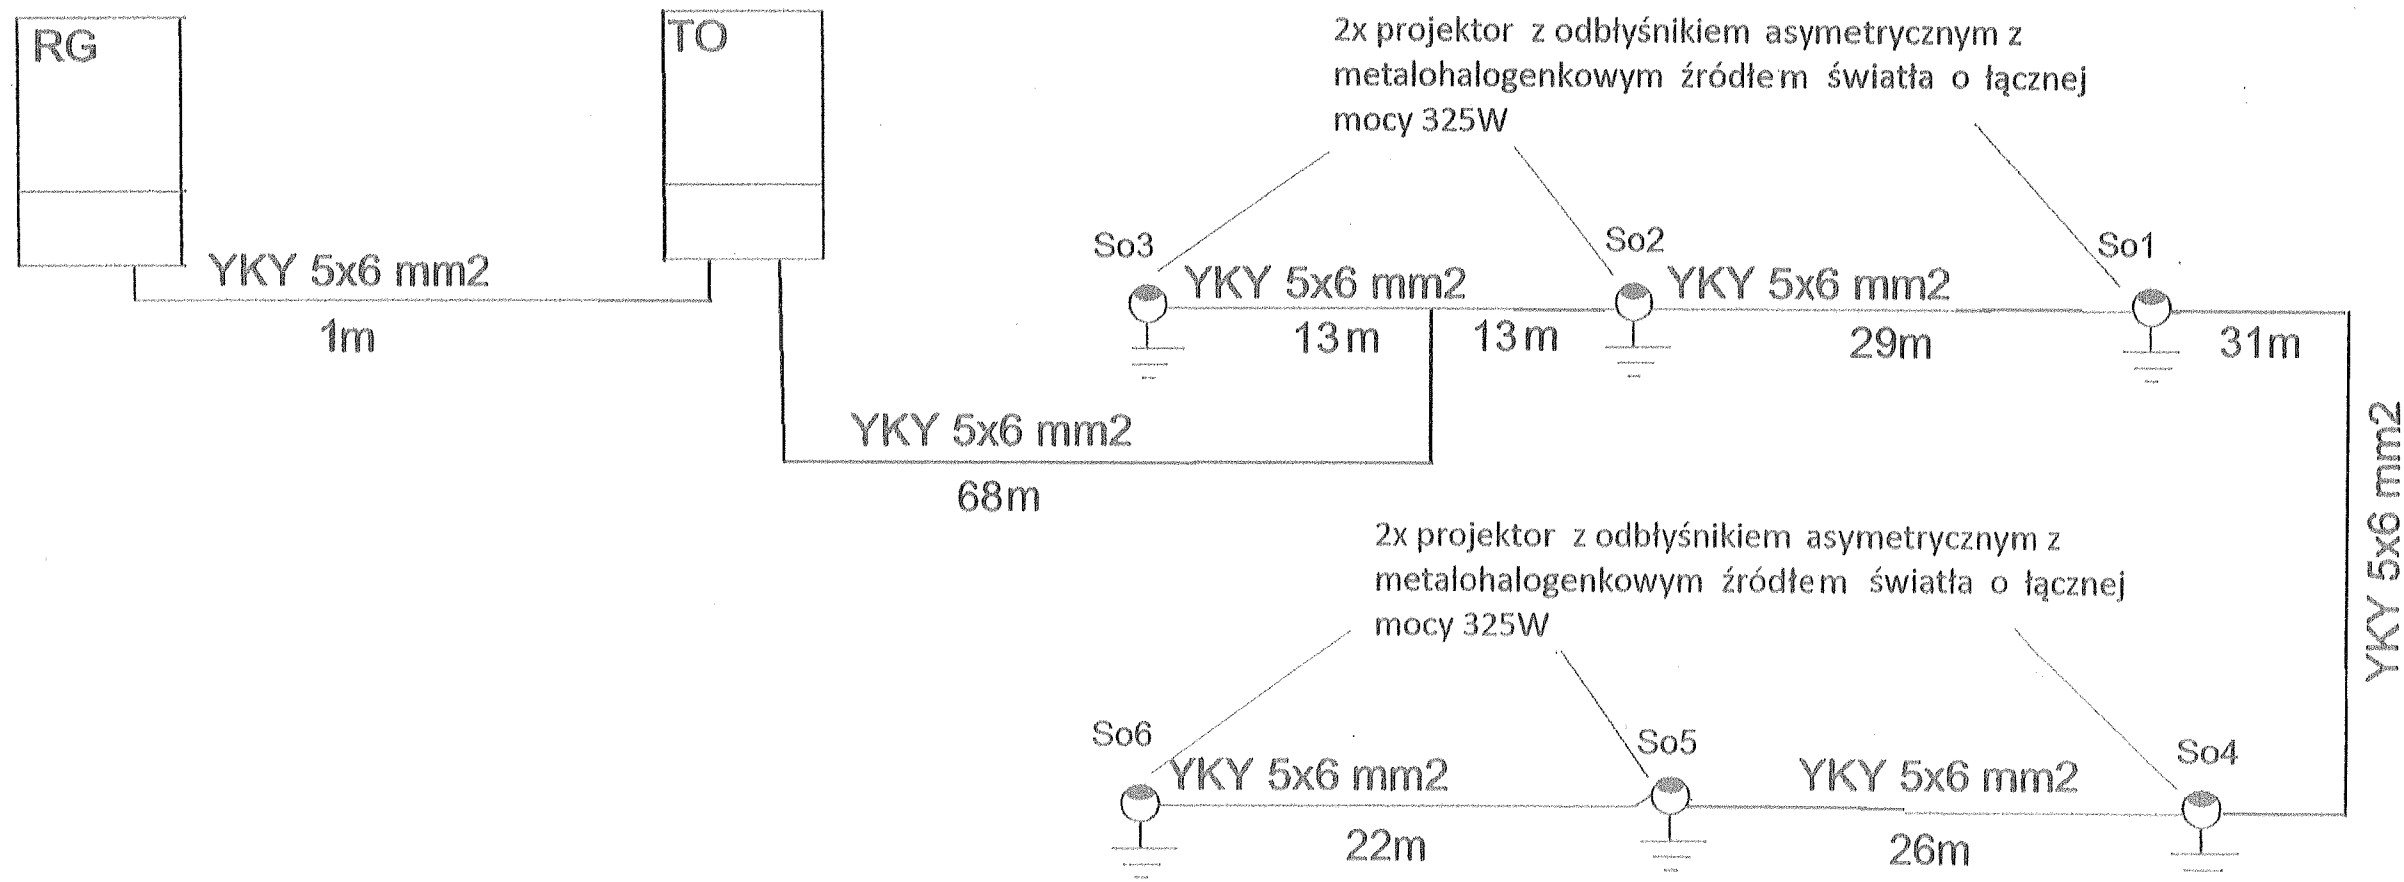 RG
TO
2x projektor z odbłyśnikiem asymetrycznym z
metalohalogenkowym źródłem światła o łącznej
mocy 325W
So3
So2
So1
YKY 5x6 mm2
YKY 5x6 mm2
YKY 5x6 mm2
1m
13m
13m
29m
31m
YKY 5x6 mm2
68m
YKY 5x6 mm2
2x projektor z odbłyśnikiem asymetrycznym z
metalohalogenkowym źródłem światła o łącznej
mocy 325W
So6
So5
So4
YKY 5x6 mm2
YKY 5x6 mm2
22m
26m